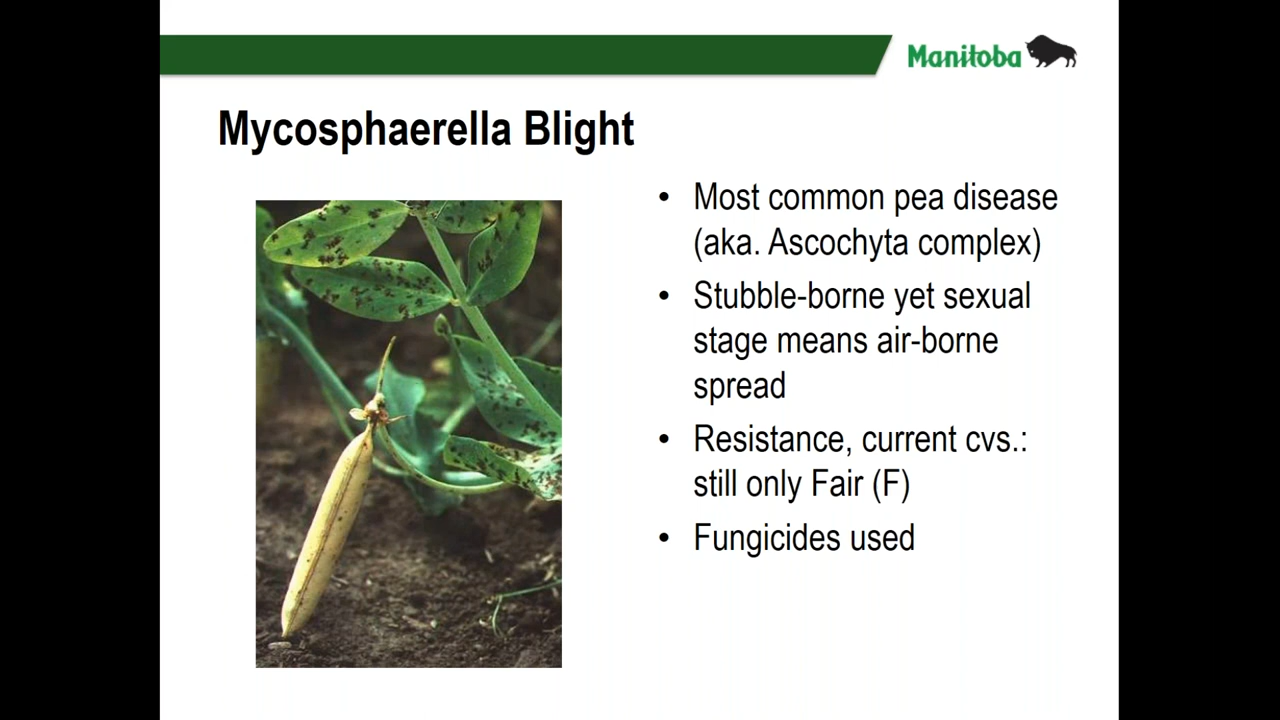 Manitoba
Mycosphaerella Blight
• Most common pea disease
(aka. Ascochyta complex)
• Stubble-borne yet sexual
stage means air-borne
spread
• Resistance, current cvs.:
still only Fair (F)
• Fungicides used